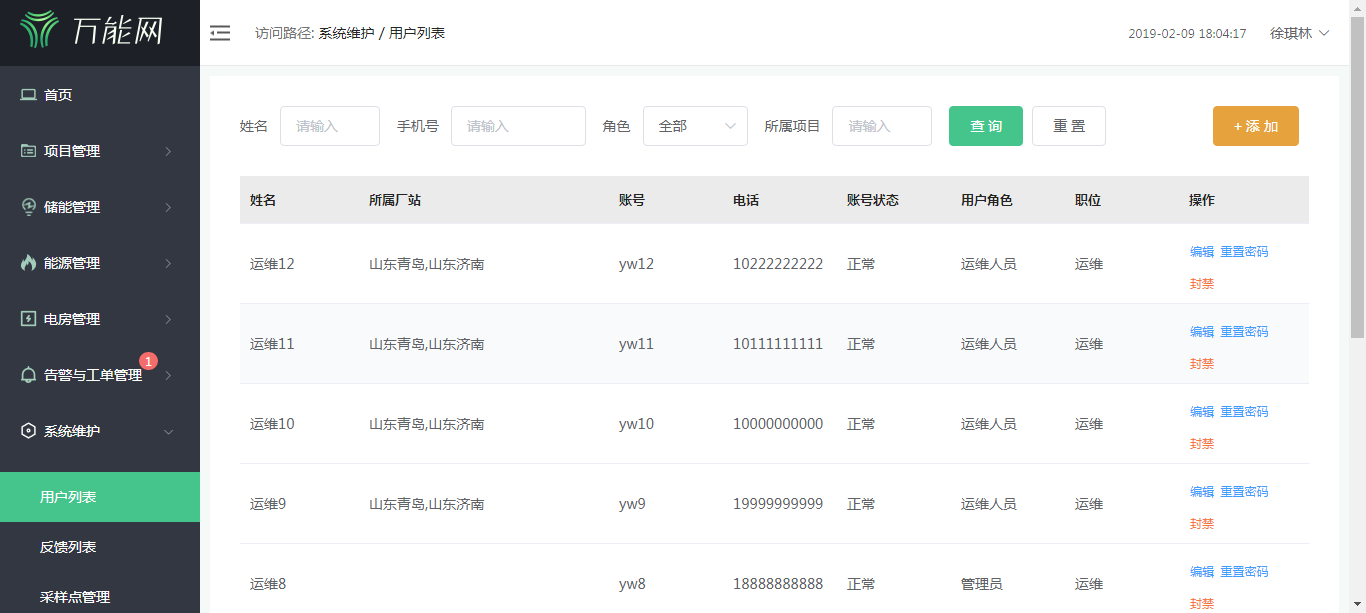 万能网
访问路径: 系统维护 / 用户列表
2019-02-09 18:04:17
徐琪林
首页
项目管理
储能管理
能源管理
电房管理
告警与工单管理
1
系统维护
用户列表
反馈列表
采样点管理
姓名 请输入 手机号 请输入 角色 全部 所属项目 请输入 查 询 重 置 + 添 加
姓名 所属厂站 账号 电话 账号状态 用户角色 职位 操作
运维12 山东青岛,山东济南 yw12 10222222222 正常 运维人员 运维 编辑 重置密码
封禁
运维11 山东青岛,山东济南 yw11 10111111111 正常 运维人员 运维 编辑 重置密码
封禁
运维10 山东青岛,山东济南 yw10 10000000000 正常 运维人员 运维 编辑 重置密码
封禁
运维9 山东青岛,山东济南 yw9 19999999999 正常 运维人员 运维 编辑 重置密码
封禁
运维8 yw8 18888888888 正常 管理员 运维 编辑 重置密码
封禁